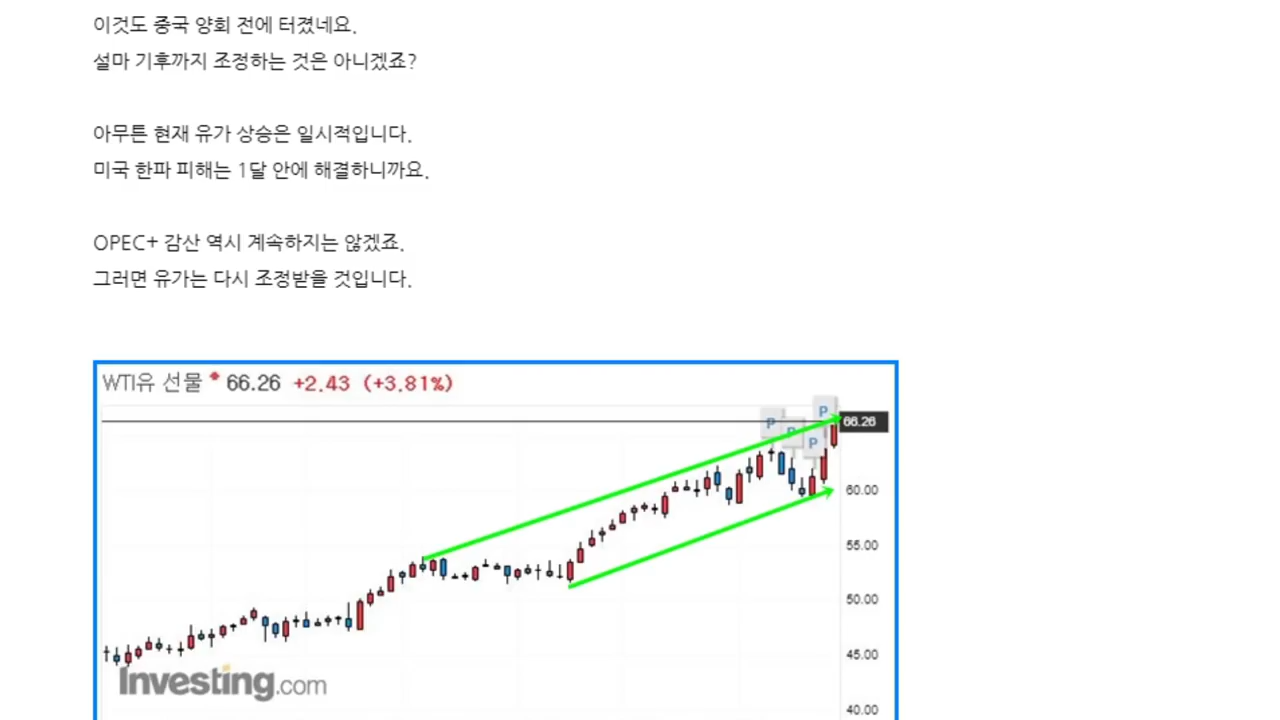 이것도 중국 양회 전에 터졌네요.
설마 기후까지 조정하는 것은 아니겠죠?
아무튼 현재 유가 상승은 일시적입니다.
미국 한파 피해는 1달 안에 해결하니까요.
OPEC+ 감산 역시 계속하지는 않겠죠.
그러면 유가는 다시 조정받을 것입니다.
WTI유 선물 66.26 +2.43 (+3.81%)
P
P
P
P
66.26
60.00
55.00
50.00
45.00
40.00
Investing.com